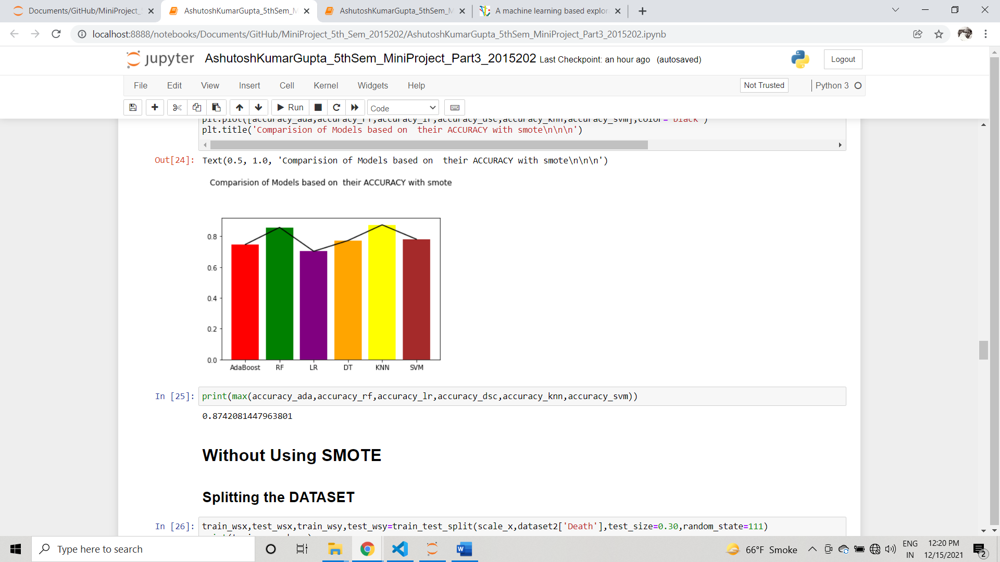 Documents/GitHub/MiniProject_5
AshutoshKumarGupta_5thSem_M
AshutoshKumarGupta_5thSem_M
A machine learning based explor
localhost:8888/notebooks/Documents/GitHub/MiniProject_5th_Sem_2015202/AshutoshKumarGupta_5thSem_MiniProject_Part3_2015202.ipynb
jupyter AshutoshKumarGupta_5thSem_MiniProject_Part3_2015202 Last Checkpoint: an hour ago (autosaved)
Logout
File Edit View Insert Cell Kernel Widgets Help
Not Trusted
Python 3
Run
Code
plt.plot([accuracy_ada,accuracy_rf,accuracy_lr,accuracy_dsc,accuracy_knn,accuracy_svm],color='black')
plt.title('Comparision of Models based on  their ACCURACY with smote\n\n\n')
Out[24]: Text(0.5, 1.0, 'Comparision of Models based on  their ACCURACY with smote\n\n\n')
Comparision of Models based on  their ACCURACY with smote
0.8
0.6
0.4
0.2
0.0
AdaBoost RF LR DT KNN SVM
In [25]: print(max(accuracy_ada,accuracy_rf,accuracy_lr,accuracy_dsc,accuracy_knn,accuracy_svm))
0.8742081447963801
Without Using SMOTE
Splitting the DATASET
In [26]: train_wsx,test_wsx,train_wsy,test_wsy=train_test_split(scale_x,dataset2['Death'],test_size=0.30,random_state=111)
Type here to search
66°F Smoke
ENG
IN
12:20 PM
12/15/2021
2